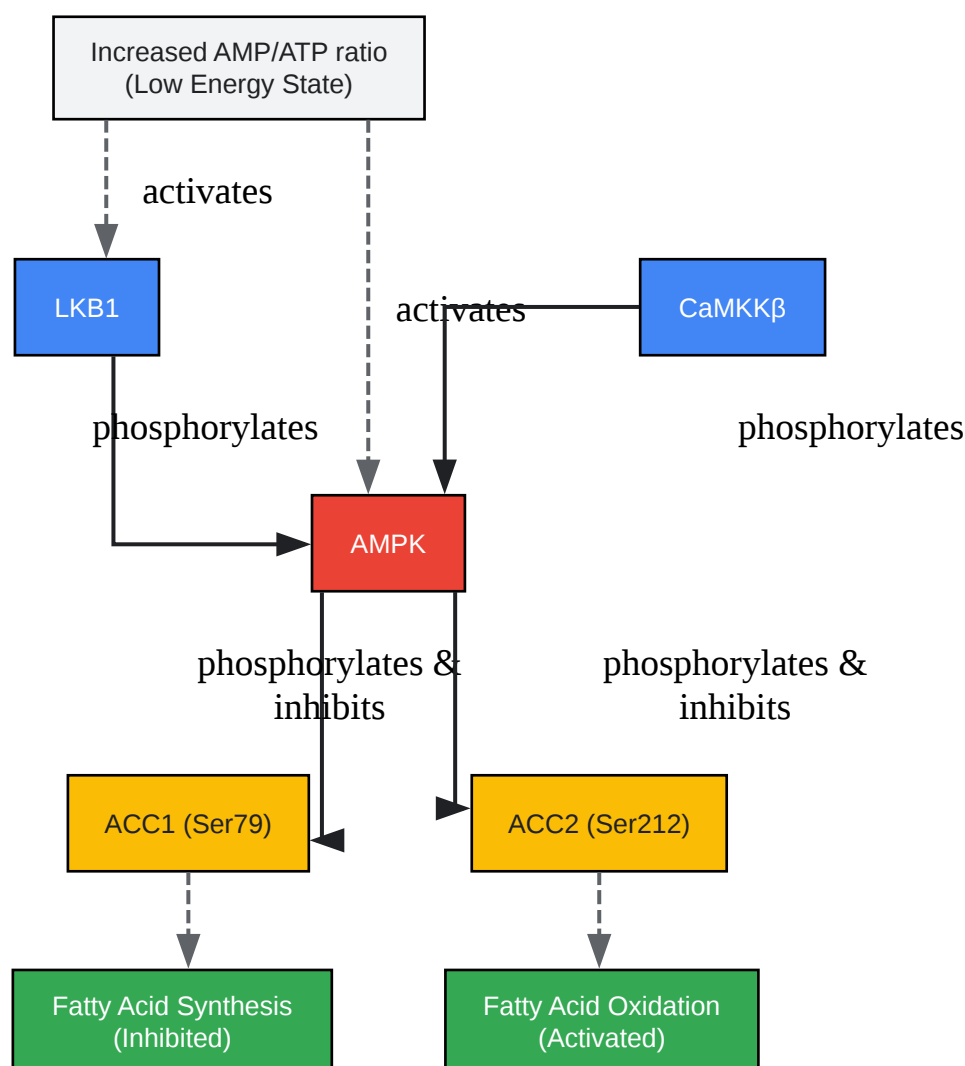 Increased AMP/ATP ratio
(Low Energy State)
activates
LKB1
activates
CaMKKβ
phosphorylates
phosphorylates
AMPK
phosphorylates &
inhibits
phosphorylates &
inhibits
ACC1 (Ser79)
ACC2 (Ser212)
Fatty Acid Synthesis
(Inhibited)
Fatty Acid Oxidation
(Activated)